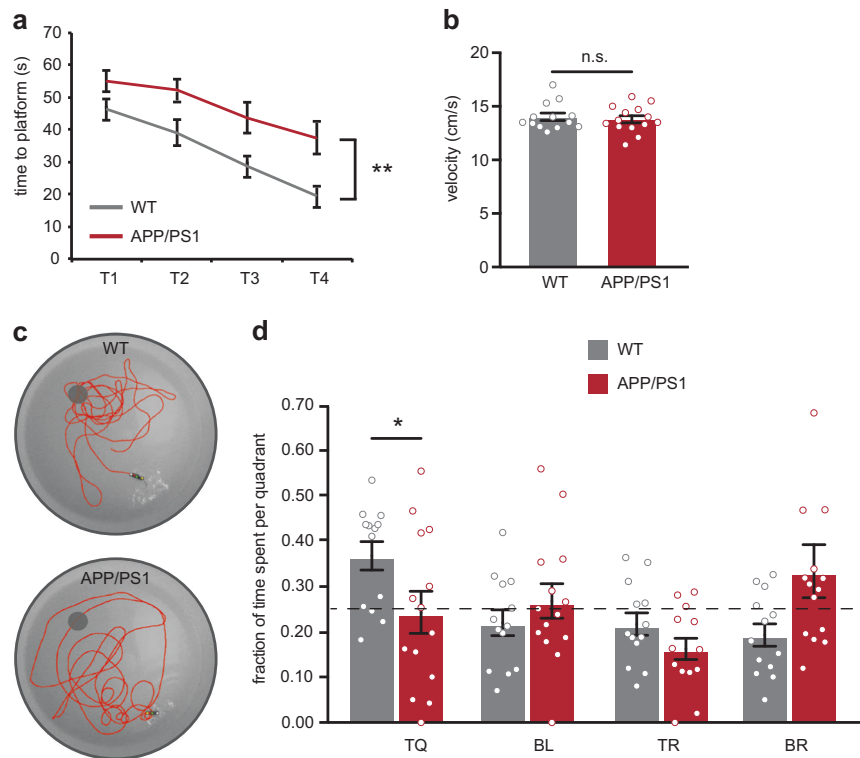 a
time to platform (s)
70
60
50
40
30
20
10
0
WT
APP/PS1
**
T1 T2 T3 T4
b
velocity (cm/s)
20
15
10
5
0
n.s.
WT APP/PS1
c
WT
APP/PS1
d
WT
APP/PS1
fraction of time spent per quadrant
0.70
0.60
0.50
0.40
0.30
0.20
0.10
0.00
*
TQ BL TR BR